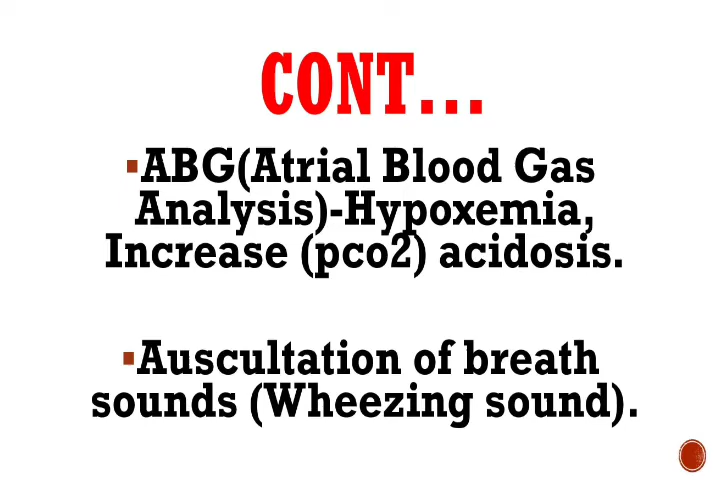 CONT...
▪ABG(Atrial Blood Gas
Analysis)-Hypoxemia,
Increase (pco2) acidosis.
▪Auscultation of breath
sounds (Wheezing sound).